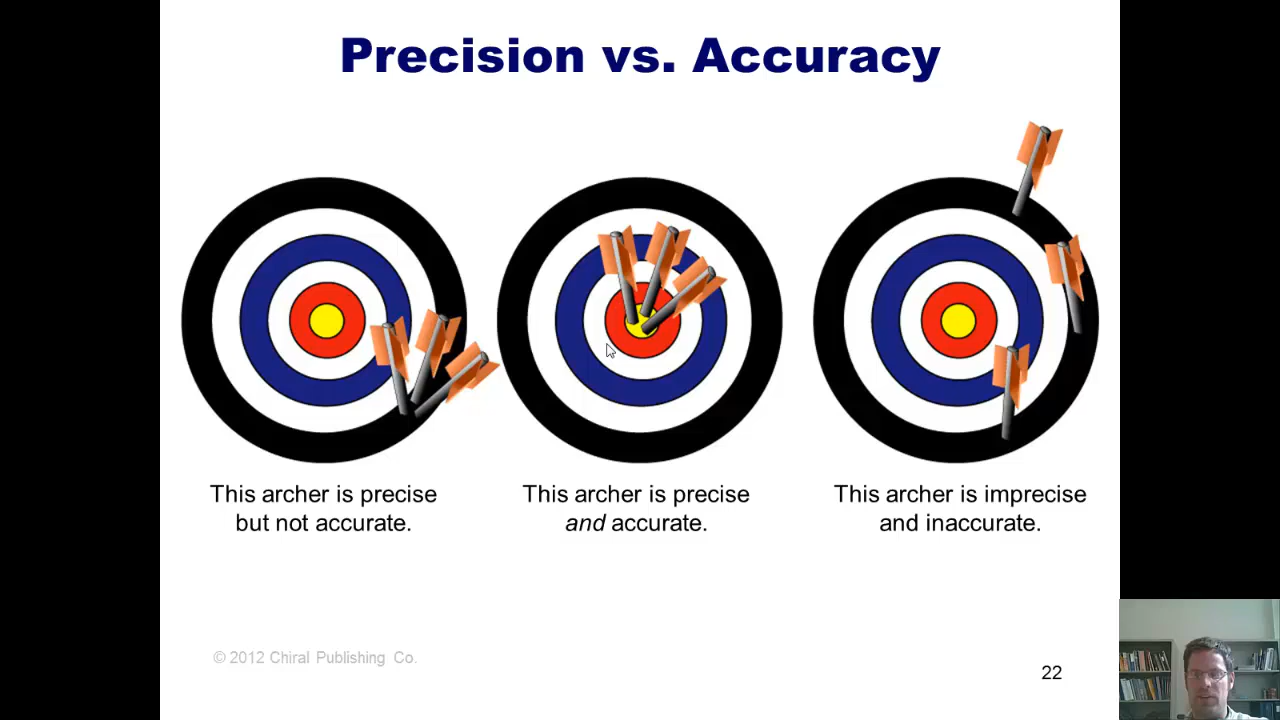 Precision vs. Accuracy
This archer is precise
but not accurate.
This archer is precise
and accurate.
This archer is imprecise
and inaccurate.
© 2012 Chiral Publishing Co.
22